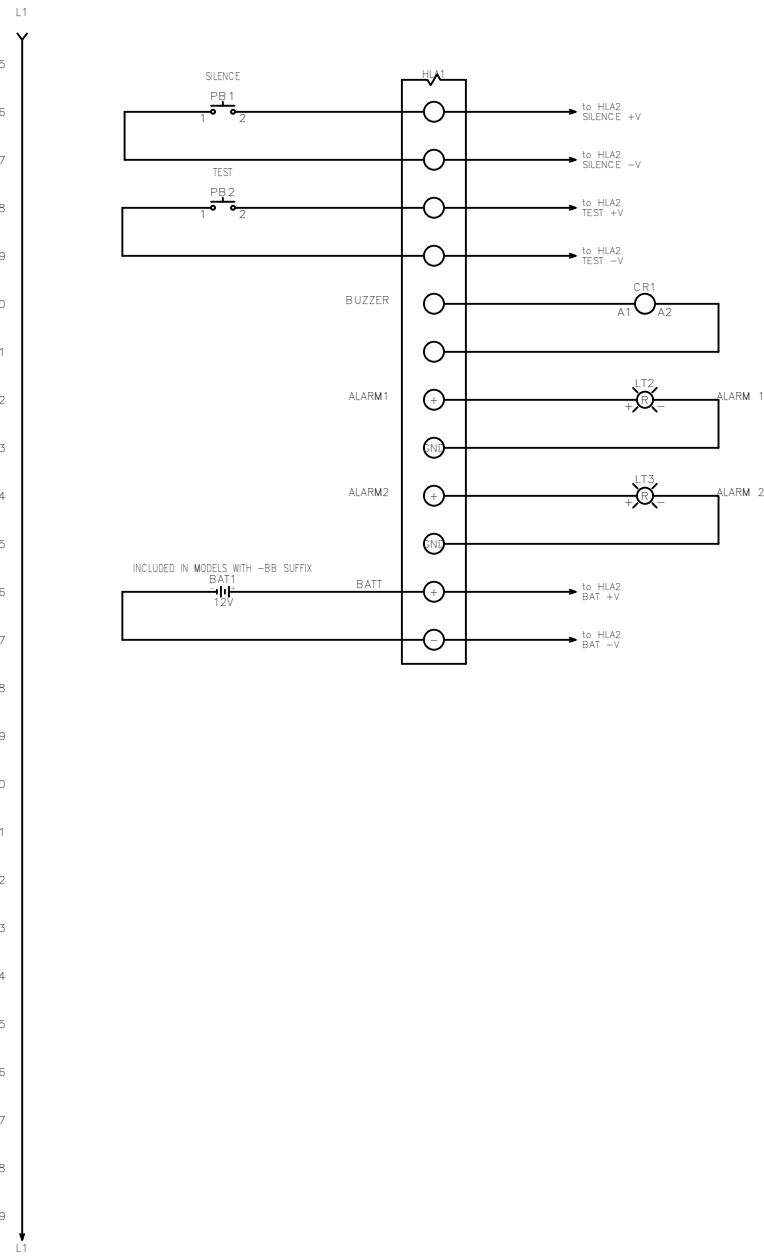 L1
5
SILENCE
HLA1
PB1
6
1 2
to HLA2
SILENCE +V
7
to HLA2
SILENCE -V
TEST
PB2
8
1 2
to HLA2
TEST +V
9
to HLA2
TEST -V
0
BUZZER
CR1
A1 A2
1
2
ALARM1
+
LT2
R
+ -
ALARM 1
3
GND
4
ALARM2
+
LT3
R
+ -
ALARM 2
5
GND
INCLUDED IN MODELS WITH -BB SUFFIX
6
BAT1
12V
BATT
+
to HLA2
BAT +V
7
-
to HLA2
BAT -V
8
9
0
1
2
3
4
5
6
7
8
9
L1